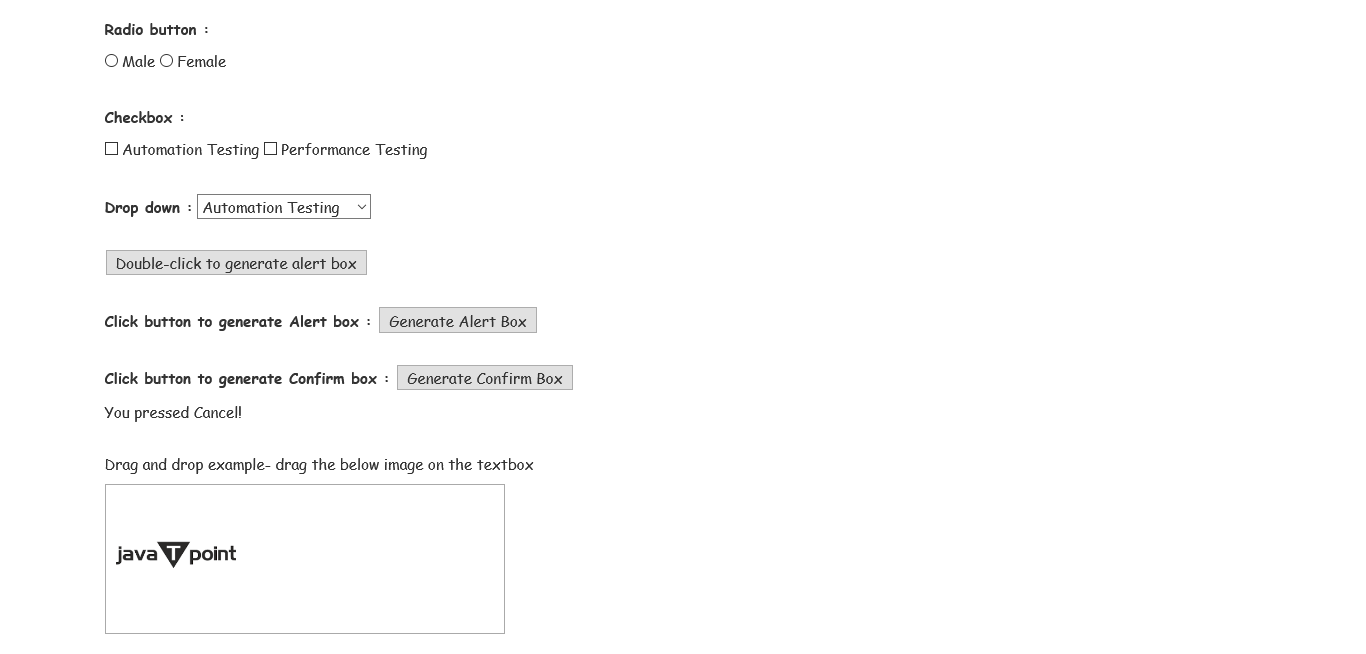 Radio button :
Male Female
Checkbox :
Automation Testing Performance Testing
Drop down : Automation Testing
Double-click to generate alert box
Click button to generate Alert box : Generate Alert Box
Click button to generate Confirm box : Generate Confirm Box
You pressed Cancel!
Drag and drop example- drag the below image on the textbox
java T point